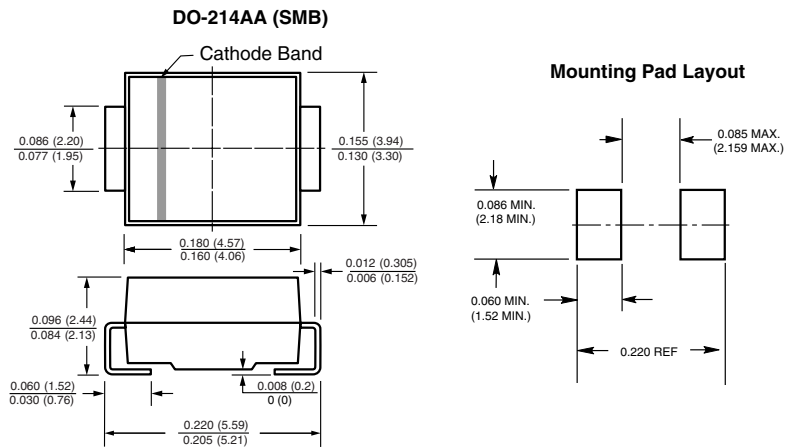 DO-214AA (SMB)
Cathode Band
0.086 (2.20)
0.077 (1.95)
0.155 (3.94)
0.130 (3.30)
0.180 (4.57)
0.160 (4.06)
0.012 (0.305)
0.006 (0.152)
0.096 (2.44)
0.084 (2.13)
0.060 (1.52)
0.030 (0.76)
0.008 (0.2)
0 (0)
0.220 (5.59)
0.205 (5.21)
Mounting Pad Layout
0.085 MAX.
(2.159 MAX.)
0.086 MIN.
(2.18 MIN.)
0.060 MIN.
(1.52 MIN.)
0.220 REF